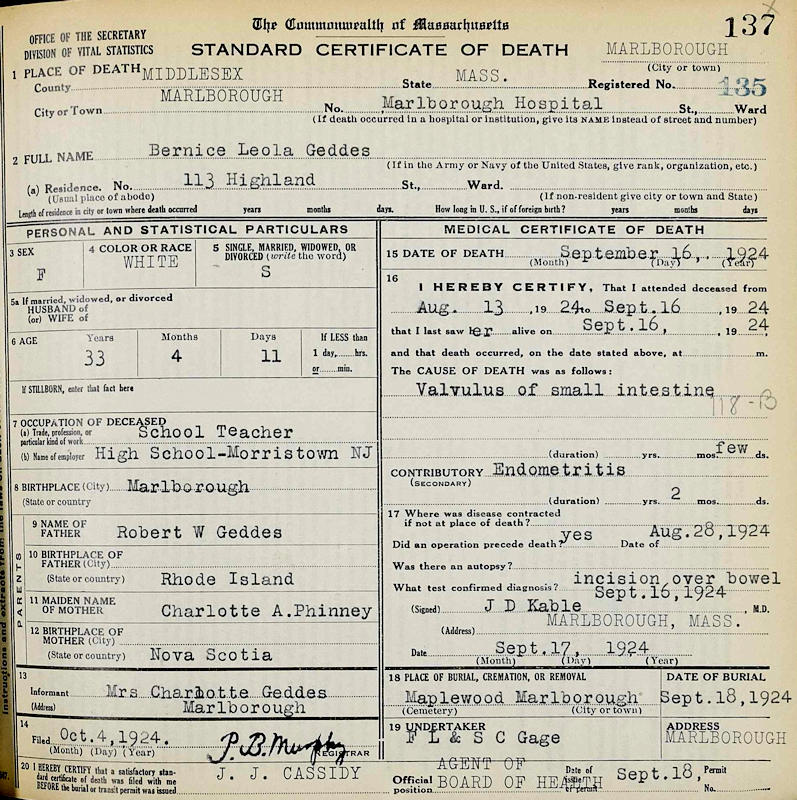 137
The Commonwealth of Massachusetts
OFFICE OF THE SECRETARY
DIVISION OF VITAL STATISTICS
STANDARD CERTIFICATE OF DEATH
MARLBOROUGH
(City or town)
1 PLACE OF DEATH
County MIDDLESEX State MASS. Registered No. 135
City or Town MARLBOROUGH No. Marlborough Hospital St., Ward
(If death occurred in a hospital or institution, give its NAME instead of street and number)
2 FULL NAME Bernice Leola Geddes
(If in the Army or Navy of the United States, give rank, organization, etc.)
(a) Residence. No. 113 Highland St., Ward.
(Usual place of abode) (If non-resident give city or town and State)
Length of residence in city or town where death occurred years months days. How long in U. S., if of foreign birth? years months days
PERSONAL AND STATISTICAL PARTICULARS
3 SEX F
4 COLOR OR RACE WHITE
5 SINGLE, MARRIED, WIDOWED, OR
DIVORCED (write the word)
S
5a If married, widowed, or divorced
HUSBAND of
(or) WIFE of
6 AGE Years Months Days If LESS than
33 4 11 1 day,....hrs.
or....min.
If STILLBORN, enter that fact here
7 OCCUPATION OF DECEASED
(a) Trade, profession, or
particular kind of work School Teacher
(b) Name of employer High School-Morristown NJ
8 BIRTHPLACE (City) Marlborough
(State or country)
PARENTS
9 NAME OF
FATHER Robert W Geddes
10 BIRTHPLACE OF
FATHER (City)
(State or country) Rhode Island
11 MAIDEN NAME
OF MOTHER Charlotte A.Phinney
12 BIRTHPLACE OF
MOTHER (City)
(State or country) Nova Scotia
13
Informant Mrs Charlotte Geddes
(Address) Marlborough
14
Filed Oct.4,1924. P.B.Murphy
(Month) (Day) (Year) REGISTRAR
MEDICAL CERTIFICATE OF DEATH
15 DATE OF DEATH September 16,. 1924
(Month) (Day) (Year)
16
I HEREBY CERTIFY, That I attended deceased from
Aug. 13 ,19 24 to Sept.16 , 19 24
that I last saw her alive on Sept.16, , 19 24
and that death occurred, on the date stated above, at m.
The CAUSE OF DEATH was as follows:
Valvulus of small intestine
118-B
(duration) yrs. mos. few ds.
CONTRIBUTORY Endometritis
(SECONDARY)
(duration) yrs. 2 mos. ds.
17 Where was disease contracted
if not at place of death?
Did an operation precede death? yes Date of Aug.28,1924
Was there an autopsy?
What test confirmed diagnosis? incision over bowel
Sept.16,1924
(Signed) J D Kable M.D.
(Address) MARLBOROUGH, MASS.
Date Sept.17, 1924
(Month) (Day) (Year)
18 PLACE OF BURIAL, CREMATION, OR REMOVAL DATE OF BURIAL
Maplewood Marlborough Sept.18,1924
(Cemetery) (City or town)
19 UNDERTAKER ADDRESS
F L & S C Gage MARLBOROUGH
20 I HEREBY CERTIFY that a satisfactory stan-
dard certificate of death was filed with me
BEFORE the burial or transit permit was issued
J. J. CASSIDY
Official position AGENT OF
BOARD OF HEALTH
Date of issue of permit Sept.18, Permit
No.